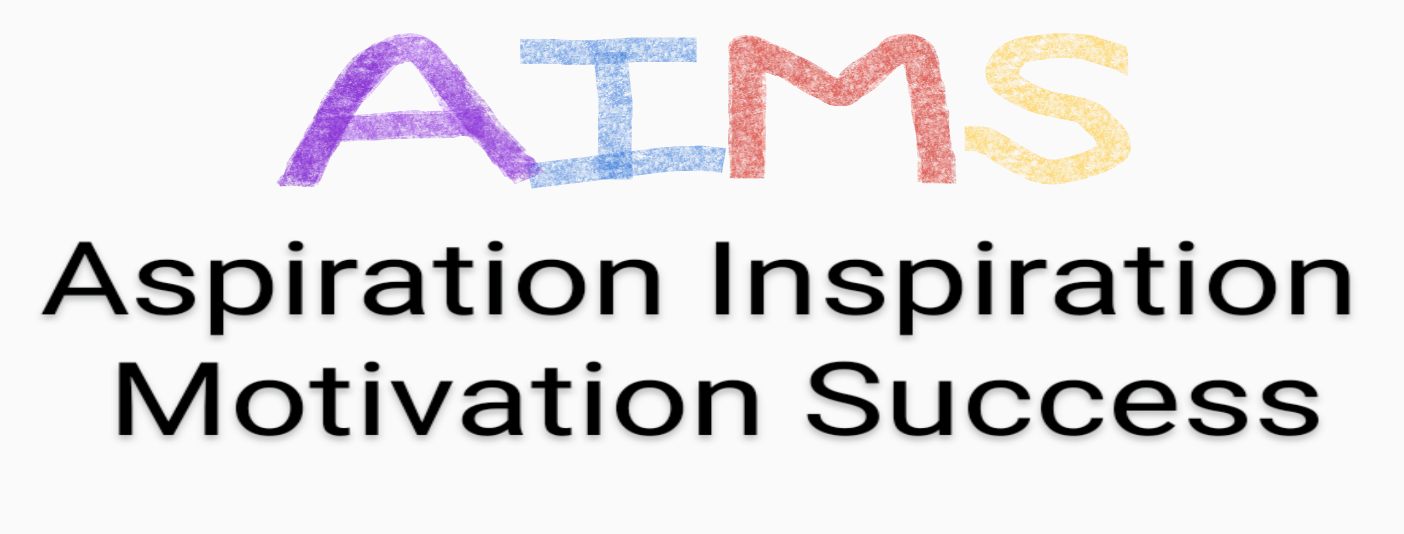 AIMS
Aspiration Inspiration
Motivation Success